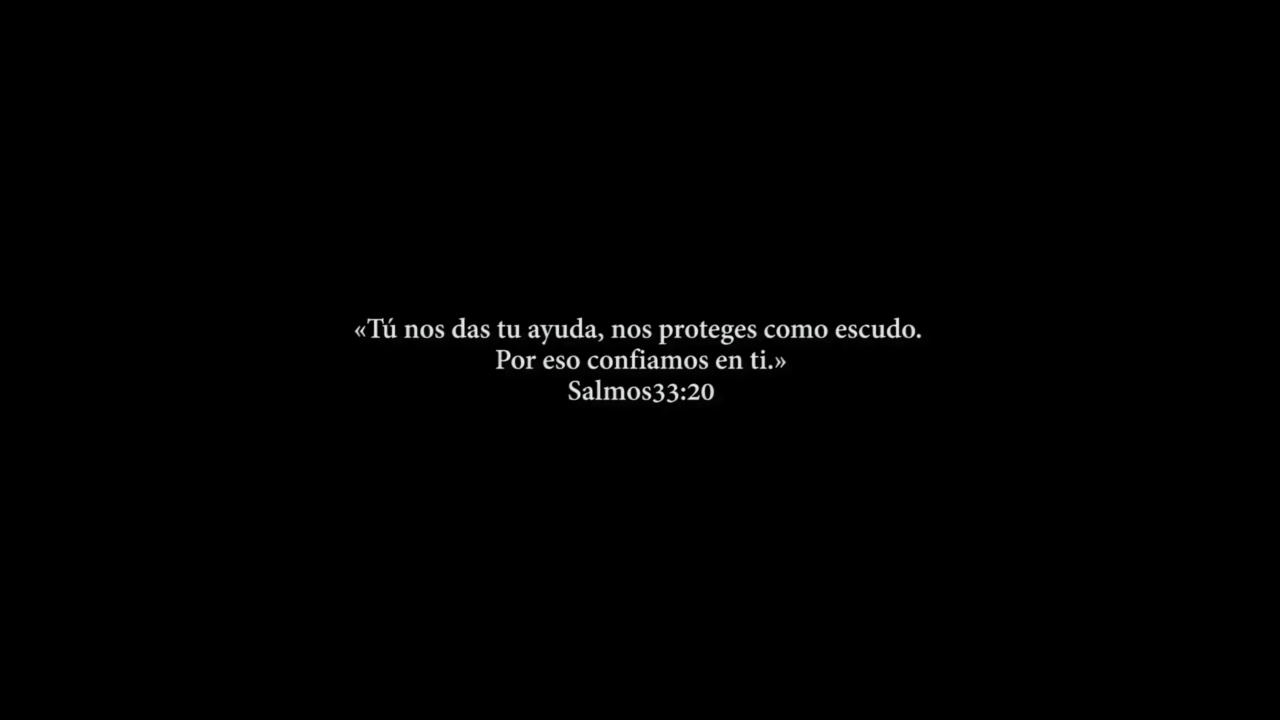 «Tú nos das tu ayuda, nos proteges como escudo.
Por eso confiamos en ti.»
Salmos33:20